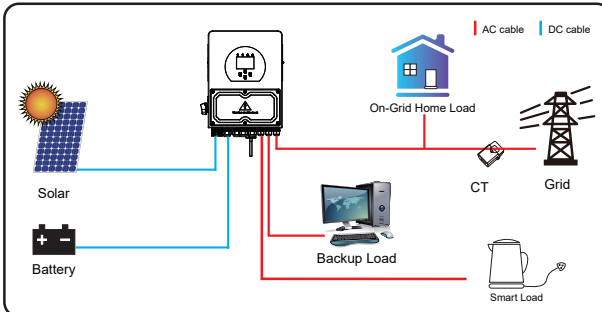 AC cable
DC cable
On-Grid Home Load
Solar
CT
Grid
Battery
Backup Load
Smart Load